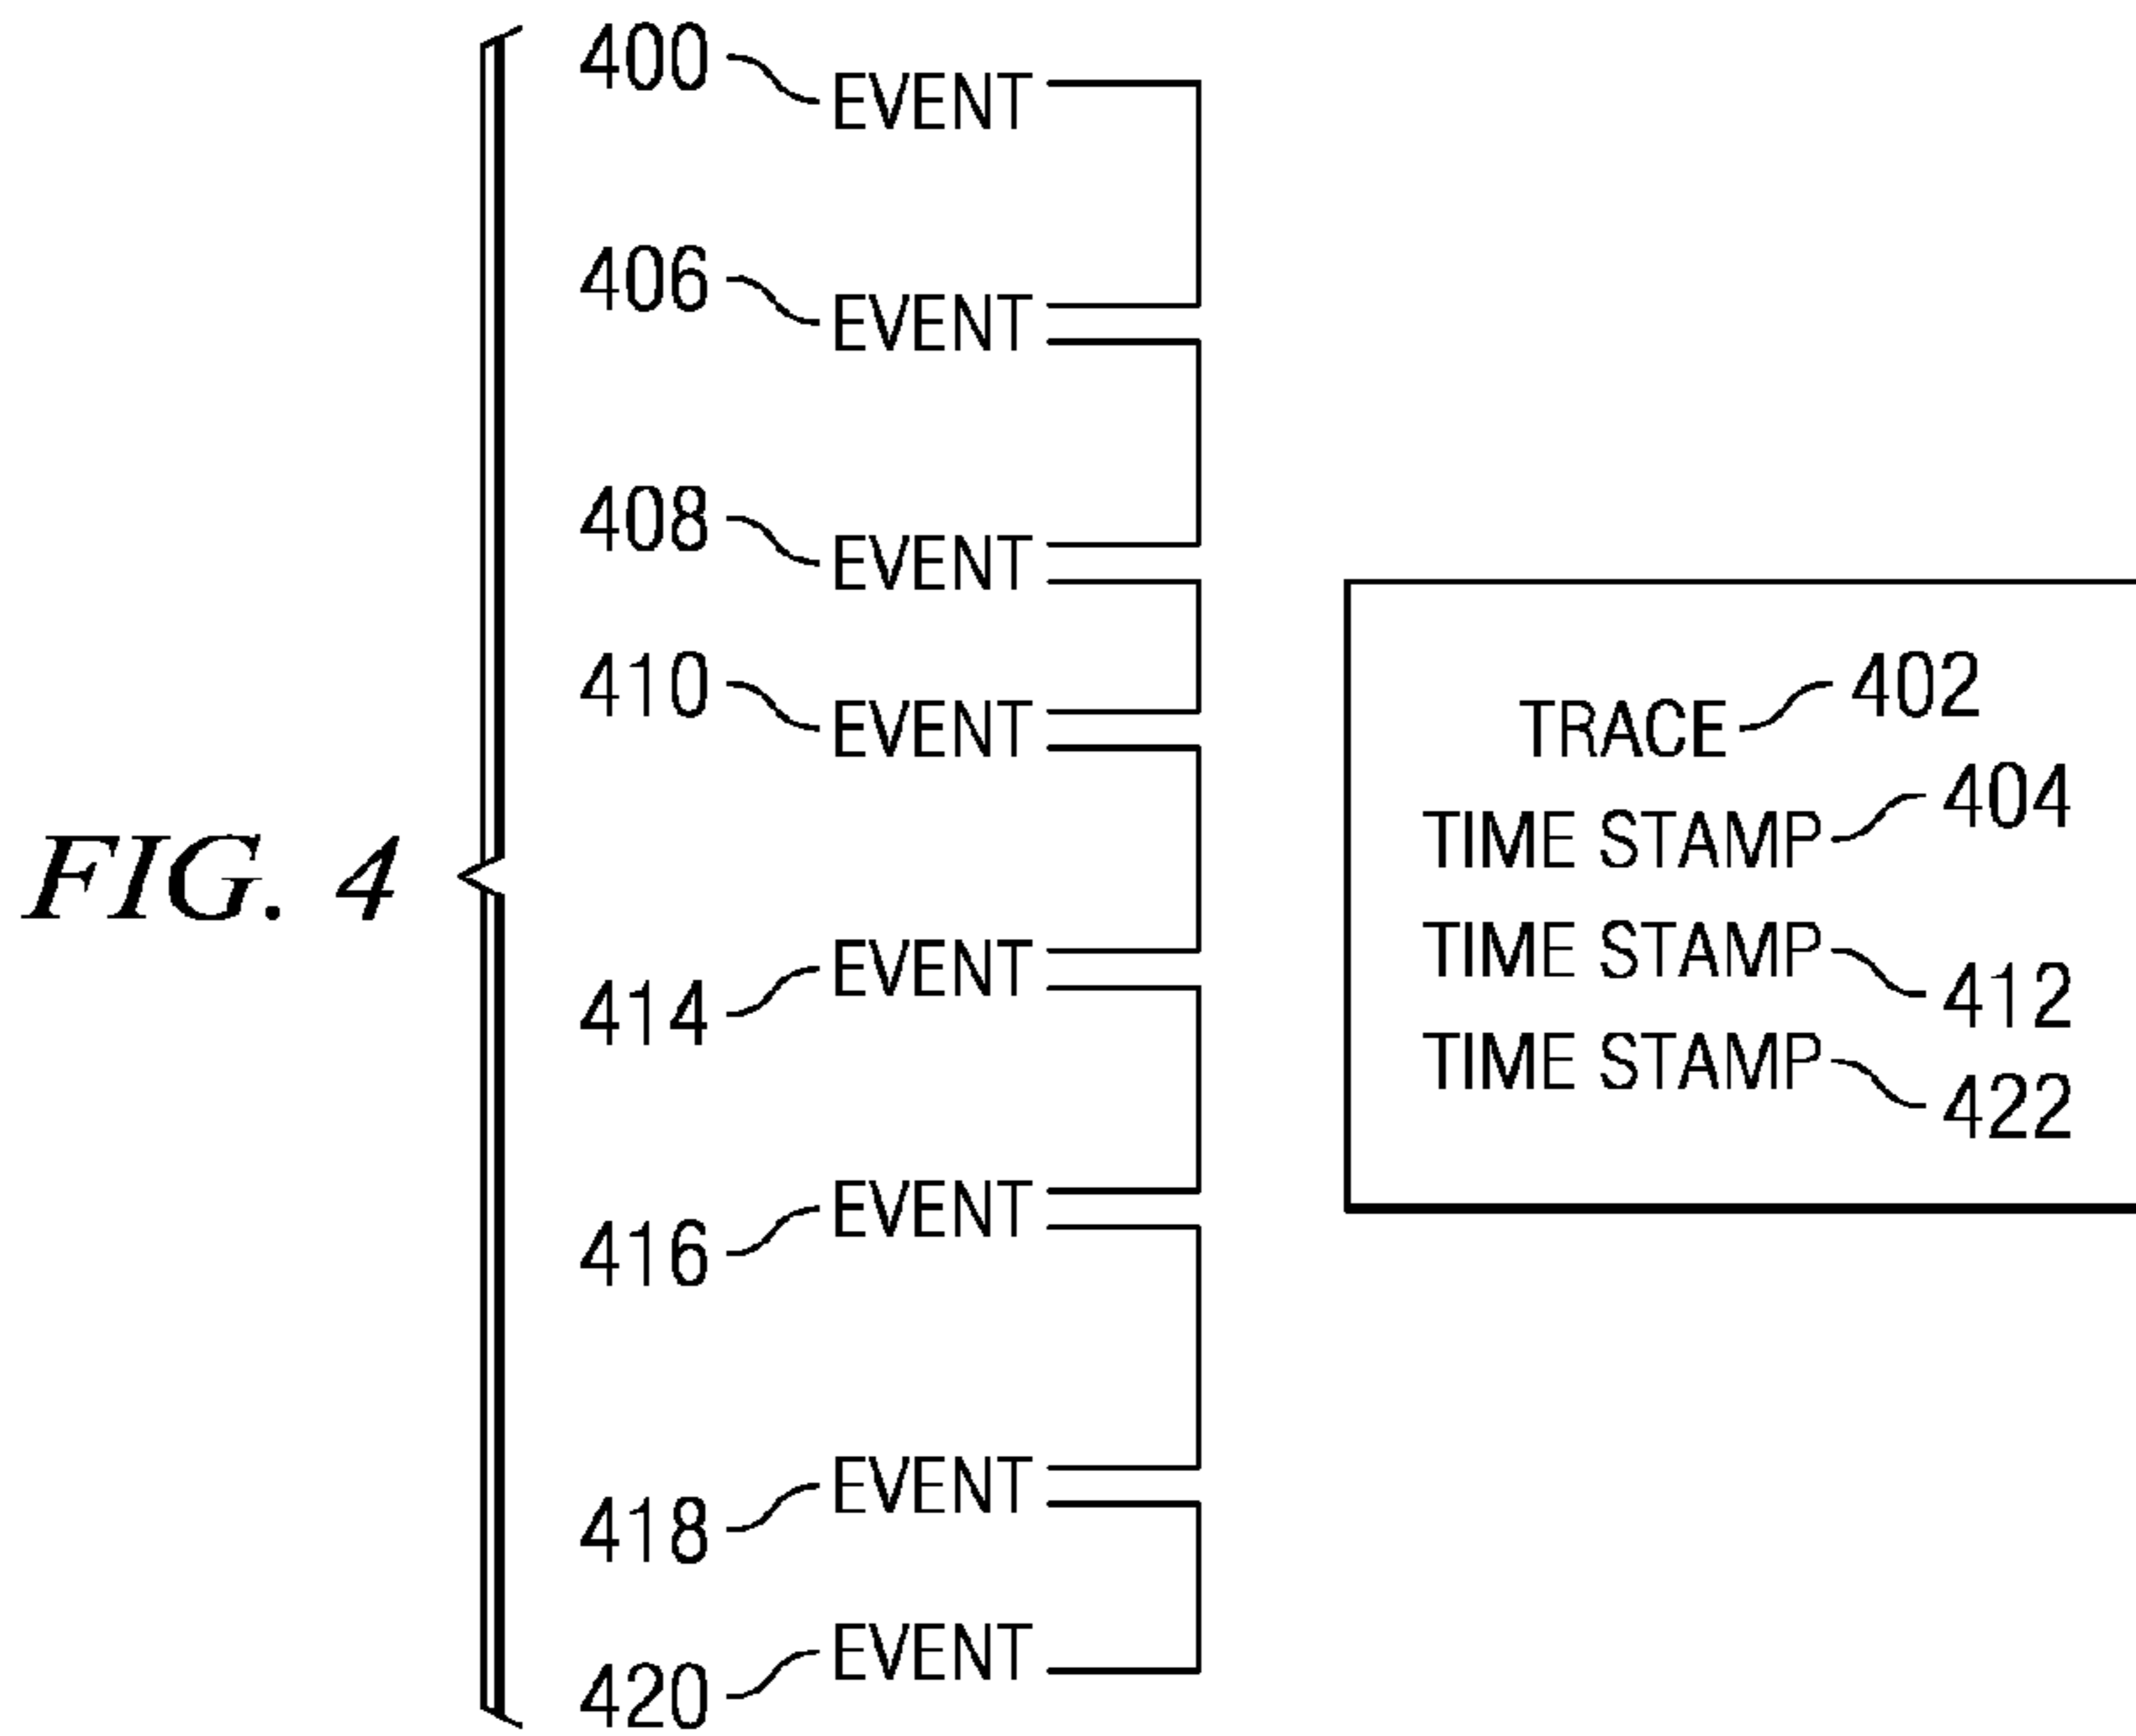 FIG. 4
400 EVENT
406 EVENT
408 EVENT
410 EVENT
414 EVENT
416 EVENT
418 EVENT
420 EVENT
TRACE 402
TIME STAMP 404
TIME STAMP 412
TIME STAMP 422